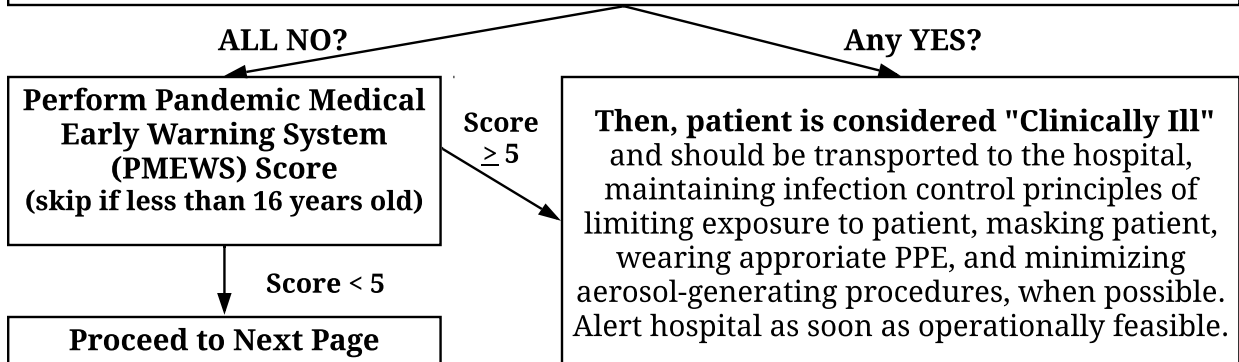 ALL NO?
Any YES?
Perform Pandemic Medical
Early Warning System
(PMEWS) Score
(skip if less than 16 years old)
Score
≥ 5
Then, patient is considered "Clinically Ill"
and should be transported to the hospital,
maintaining infection control principles of
limiting exposure to patient, masking patient,
wearing approriate PPE, and minimizing
aerosol-generating procedures, when possible.
Alert hospital as soon as operationally feasible.
Score < 5
Proceed to Next Page